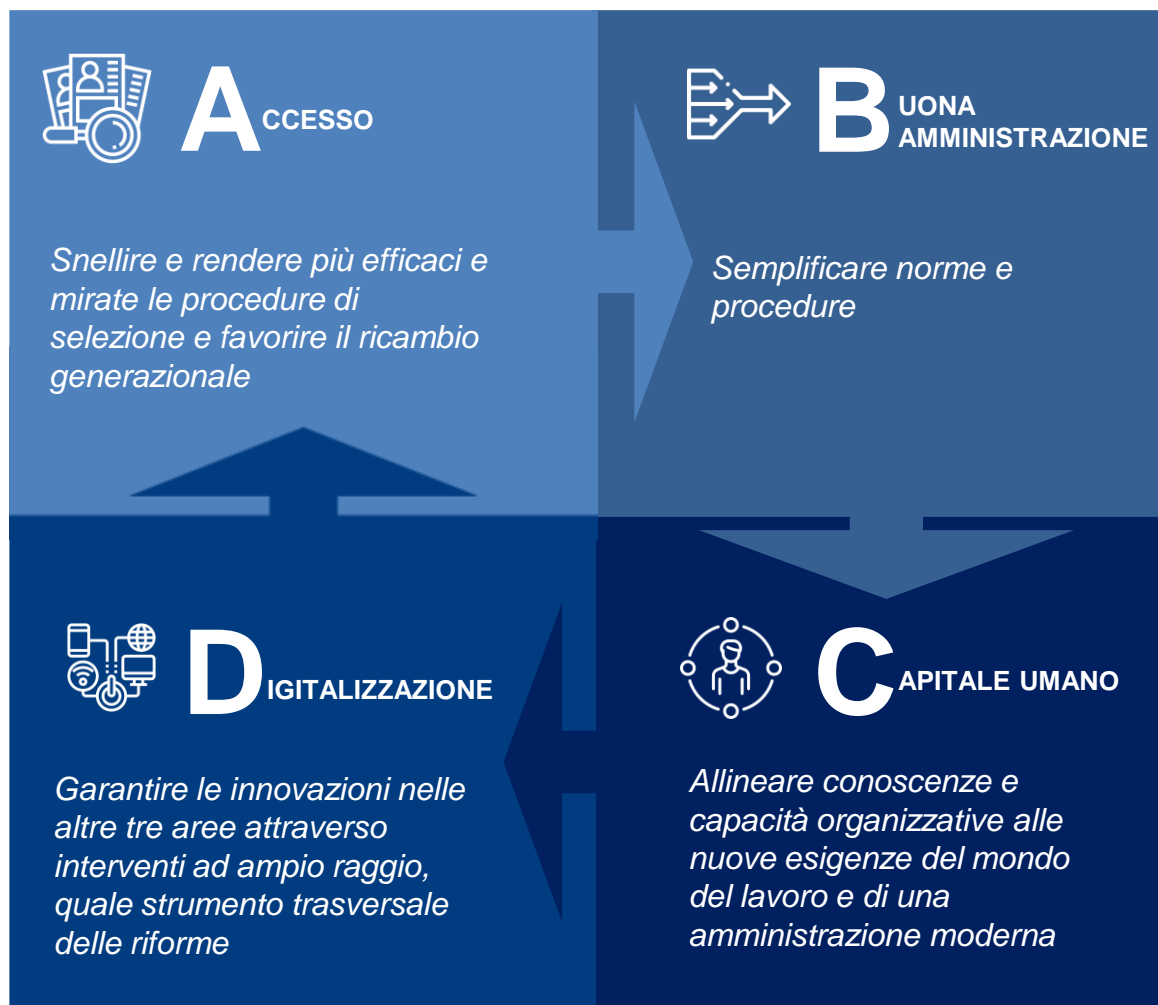 ACCESSO
Snellire e rendere più efficaci e
mirate le procedure di
selezione e favorire il ricambio
generazionale
BUONA
AMMINISTRAZIONE
Semplificare norme e
procedure
DIGITALIZZAZIONE
Garantire le innovazioni nelle
altre tre aree attraverso
interventi ad ampio raggio,
quale strumento trasversale
delle riforme
CAPITALE UMANO
Allineare conoscenze e
capacità organizzative alle
nuove esigenze del mondo
del lavoro e di una
amministrazione moderna